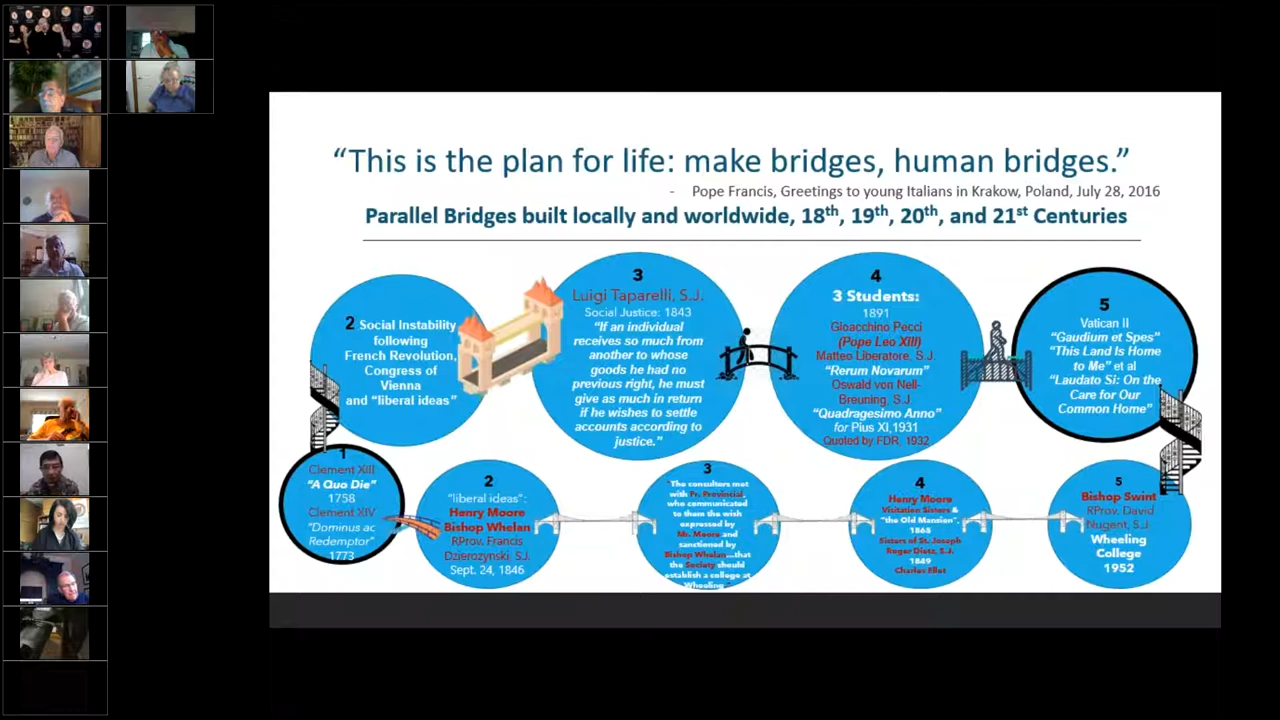 “This is the plan for life: make bridges, human bridges.”
- Pope Francis, Greetings to young Italians in Krakow, Poland, July 28, 2016
Parallel Bridges built locally and worldwide, 18th, 19th, 20th, and 21st Centuries
2 Social Instability
following
French Revolution,
Congress of
Vienna
and “liberal ideas”
3
Luigi Taparelli, S.J.
Social Justice: 1843
“If an individual
receives so much from
another to whose
goods he had no
previous right, he must
give as much in return
if he wishes to settle
accounts according to
justice.”
4
3 Students:
1891
Gioacchino Pecci
(Pope Leo XIII)
Matteo Liberatore, S.J.
“Rerum Novarum”
Oswald von Nell-
Breuning, S.J.
“Quadragesimo Anno”
for Pius XI,1931
Quoted by FDR, 1932
5
Vatican II
“Gaudium et Spes”
“This Land Is Home
to Me” et al
“Laudato Si: On the
Care for Our
Common Home”
1
Clement XIII
“A Quo Die”
1758
Clement XIV
“Dominus ac
Redemptor”
1773
2
“liberal ideas”:
Henry Moore
Bishop Whelan
RProv. Francis
Dzierozynski, S.J.
Sept. 24, 1846
3
“The consultors met
with Fr. Provincial,
who communicated
to them the wish
expressed by
Mr. Moore and
sanctioned by
Bishop Whelan...that
the Society should
establish a college at
Wheeling.”
4
Henry Moore
Visitation Sisters &
“the Old Mansion”,
1865
Sisters of St. Joseph
Roger Dietz, S.J.
1849
Charles Ellet
5
Bishop Swint
RProv. David
Nugent, S.J.
Wheeling
College
1952